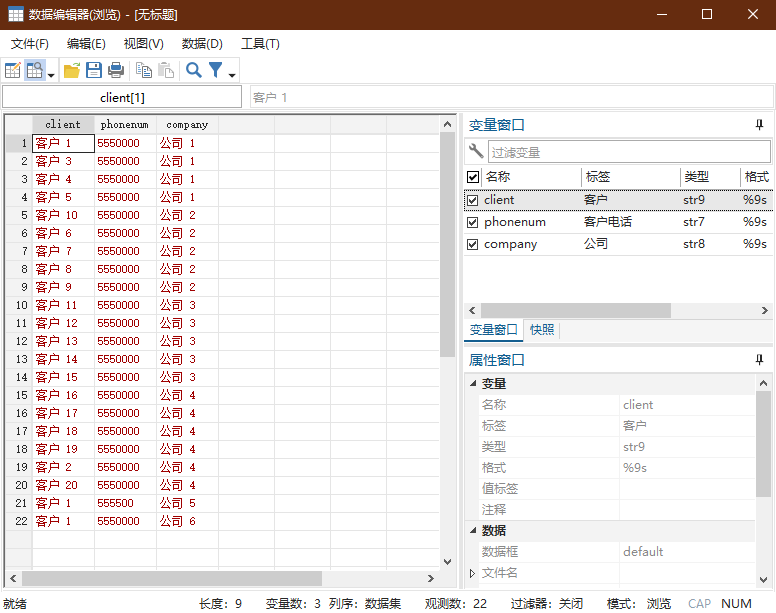 数据编辑器(浏览) - [无标题]
文件(F) 编辑(E) 视图(V) 数据(D) 工具(T)
client[1] 客户 1
client phonenum company
1 客户 1 5550000 公司 1
2 客户 3 5550000 公司 1
3 客户 4 5550000 公司 1
4 客户 5 5550000 公司 1
5 客户 10 5550000 公司 2
6 客户 6 5550000 公司 2
7 客户 7 5550000 公司 2
8 客户 8 5550000 公司 2
9 客户 9 5550000 公司 2
10 客户 11 5550000 公司 3
11 客户 12 5550000 公司 3
12 客户 13 5550000 公司 3
13 客户 14 5550000 公司 3
14 客户 15 5550000 公司 3
15 客户 16 5550000 公司 4
16 客户 17 5550000 公司 4
17 客户 18 5550000 公司 4
18 客户 19 5550000 公司 4
19 客户 2 5550000 公司 4
20 客户 20 5550000 公司 4
21 客户 1 555500 公司 5
22 客户 1 5550000 公司 6
变量窗口
过滤变量
名称 标签 类型 格式
client 客户 str9 %9s
phonenum 客户电话 str7 %9s
company 公司 str8 %9s
变量窗口 快照
属性窗口
变量
名称 client
标签 客户
类型 str9
格式 %9s
值标签
注释
数据
数据框 default
文件名
就绪 长度: 9 变量数: 3 列序: 数据集 观测数: 22 过滤器: 关闭 模式: 浏览 CAP NUM